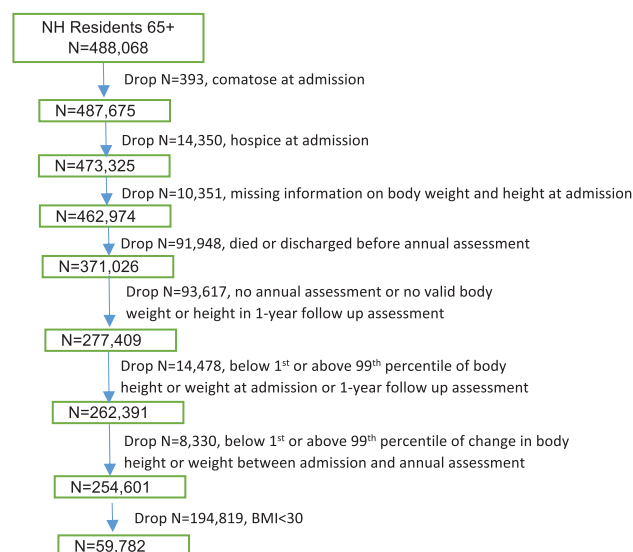 NH Residents 65+
N=488,068
Drop N=393, comatose at admission
N=487,675
Drop N=14,350, hospice at admission
N=473,325
Drop N=10,351, missing information on body weight and height at admission
N=462,974
Drop N=91,948, died or discharged before annual assessment
N=371,026
Drop N=93,617, no annual assessment or no valid body
weight or height in 1-year follow up assessment
N=277,409
Drop N=14,478, below 1st or above 99th percentile of body
height or weight at admission or 1-year follow up assessment
N=262,391
Drop N=8,330, below 1st or above 99th percentile of change in body
height or weight between admission and annual assessment
N=254,601
Drop N=194,819, BMI<30
N=59,782